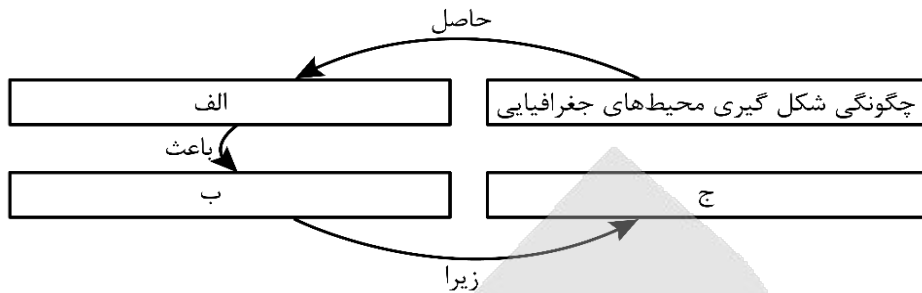 حاصل
چگونگی شکل گیری محیط‌های جغرافیایی
الف
باعث
ج
ب
زیرا